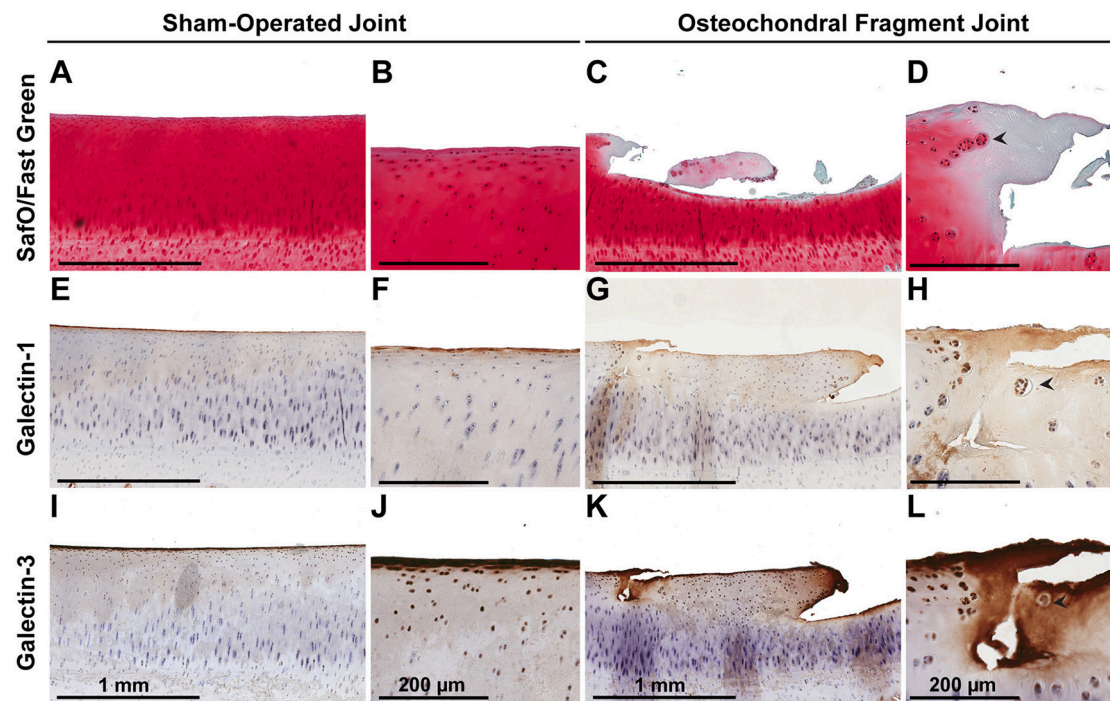 Sham-Operated Joint
Osteochondral Fragment Joint
SafO/Fast Green
A
B
C
D
Galectin-1
E
F
G
H
Galectin-3
I
J
K
L
1 mm
200 µm
1 mm
200 µm